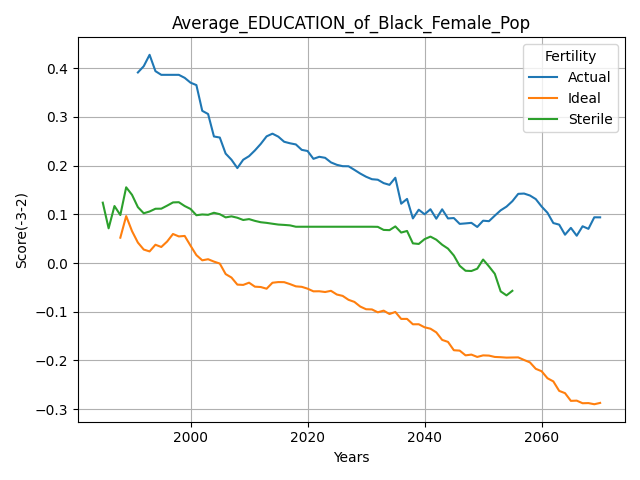 Average_EDUCATION_of_Black_Female_Pop
Fertility
Actual
Ideal
Sterile
Score(-3-2)
0.4
0.3
0.2
0.1
0.0
−0.1
−0.2
−0.3
2000 2020 2040 2060
Years